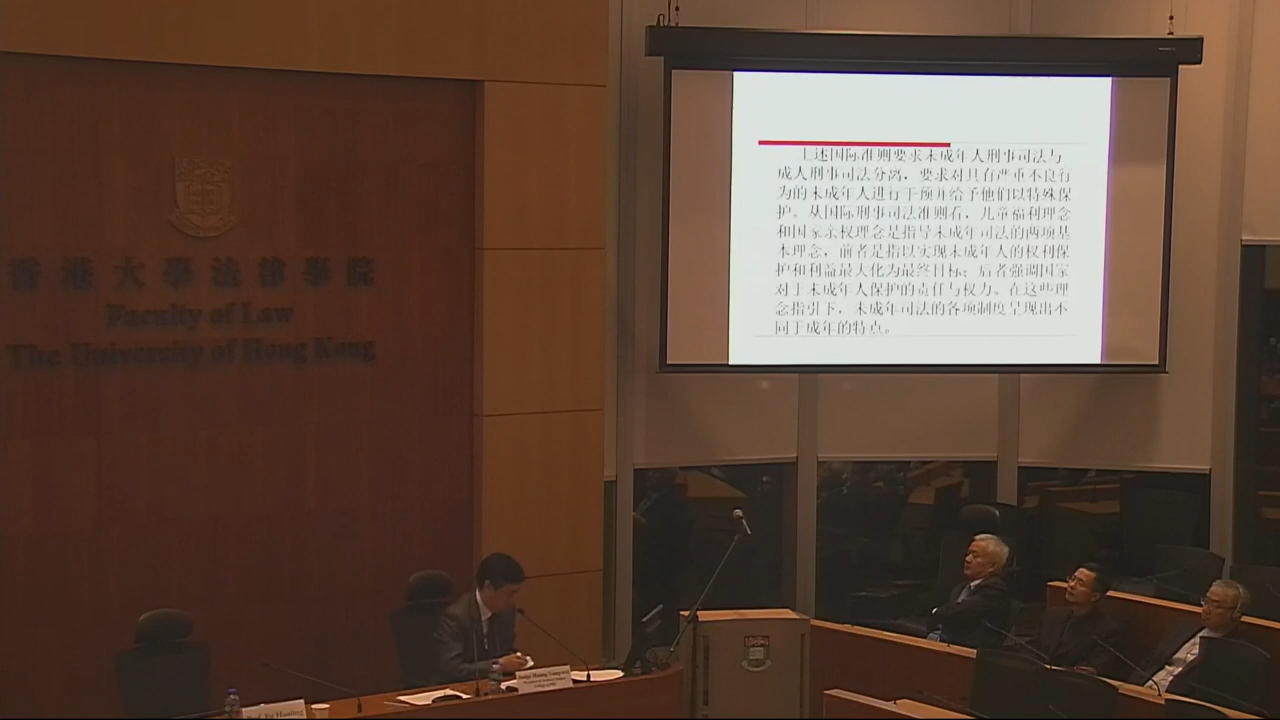 上述国际准则要求未成年人刑事司法与
成人刑事司法分离，要求对具有严重不良行
为的未成年人进行干预并给予他们以特殊保
护。从国际刑事司法准则看，儿童福利理念
和国家亲权理念是指导未成年司法的两项基
本理念，前者是指以实现未成年人的权利保
护和利益最大化为最终目标；后者强调国家
对于未成年人保护的责任与权力。在这些理
念指引下，未成年司法的各项制度呈现出不
同于成年的特点。
香港大學法律學院
Faculty of Law
The University of Hong Kong
Judge Huang Yongwei
Prof. Fu Hualing